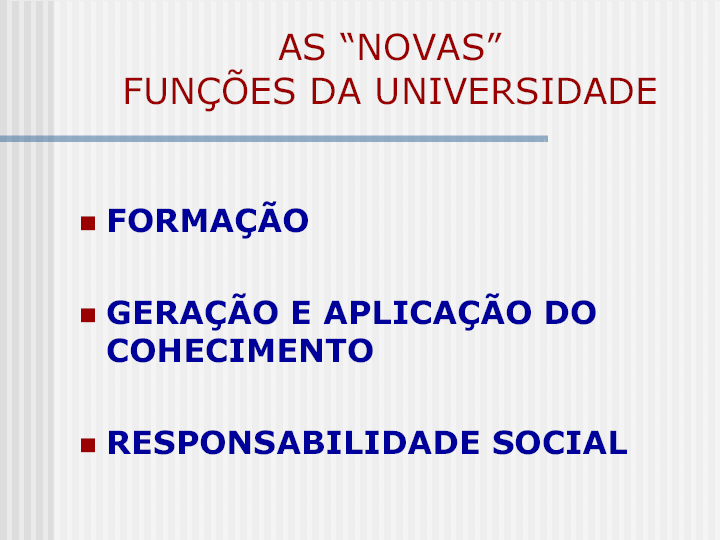 AS “NOVAS”
FUNÇÕES DA UNIVERSIDADE
FORMAÇÃO
GERAÇÃO E APLICAÇÃO DO
COHECIMENTO
RESPONSABILIDADE SOCIAL